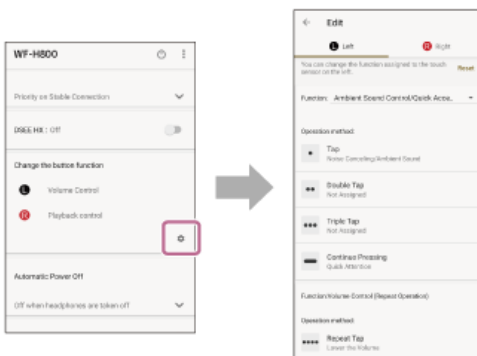 WF-H800
Priority on Stable Connection
DSEE HX : Off
Change the button function
L Volume Control
R Playback control
Automatic Power Off
Off when headphones are taken off
Edit
L Left
R Right
You can change the function assigned to the touch
sensor on the left.
Reset
Function: Ambient Sound Control/Quick Acce..
Operation method:
Tap
Noise Canceling/Ambient Sound
Double Tap
Not Assigned
Triple Tap
Not Assigned
Continue Pressing
Quick Attention
Function:Volume Control (Repeat Operation)
Operation method:
Repeat Tap
Lower the Volume